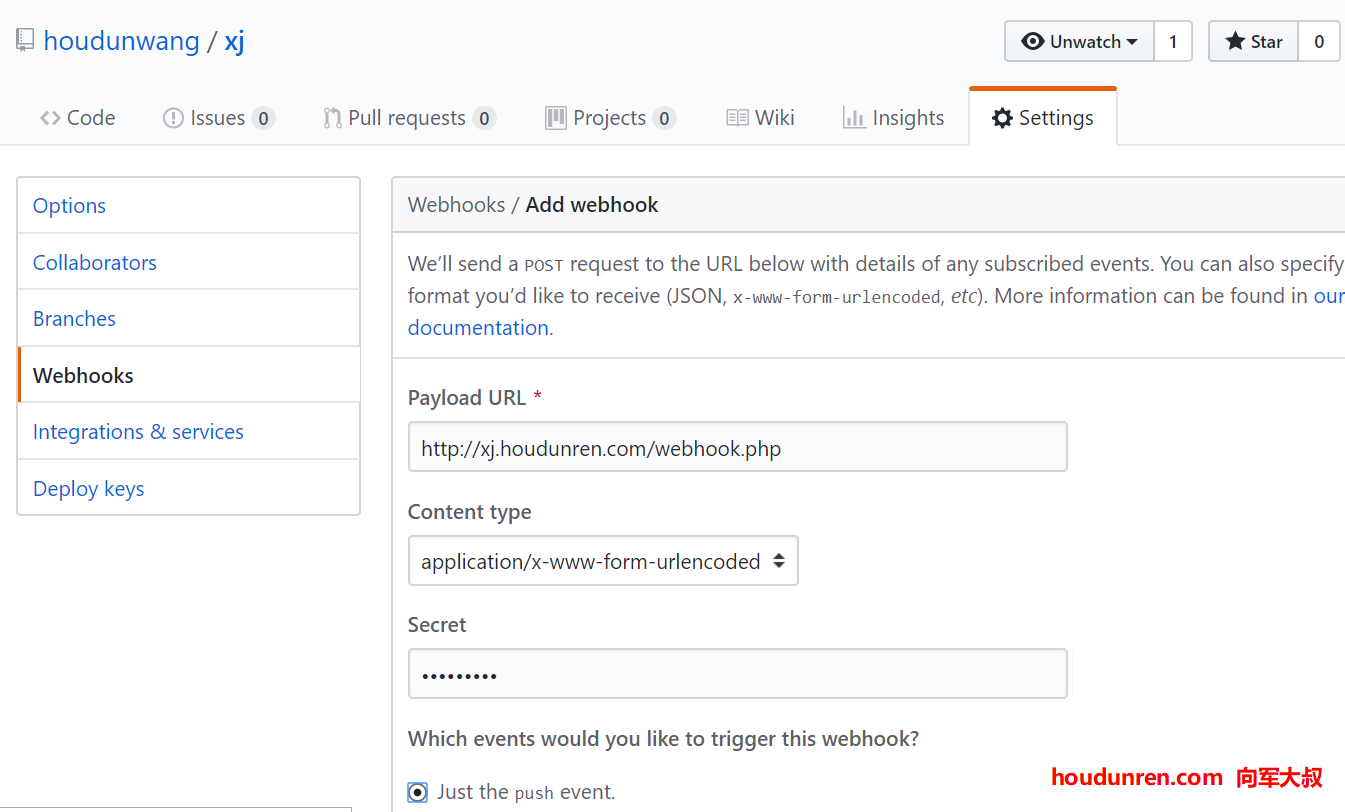 houdunwang / xj
Unwatch 1 Star 0
Code Issues 0 Pull requests 0 Projects 0 Wiki Insights Settings
Options
Collaborators
Branches
Webhooks
Integrations & services
Deploy keys
Webhooks / Add webhook
We’ll send a POST request to the URL below with details of any subscribed events. You can also specify
format you’d like to receive (JSON, x-www-form-urlencoded, etc). More information can be found in our
documentation.
Payload URL *
http://xj.houdunren.com/webhook.php
Content type
application/x-www-form-urlencoded
Secret
•••••••••
Which events would you like to trigger this webhook?
Just the push event.
houdunren.com 向军大叔